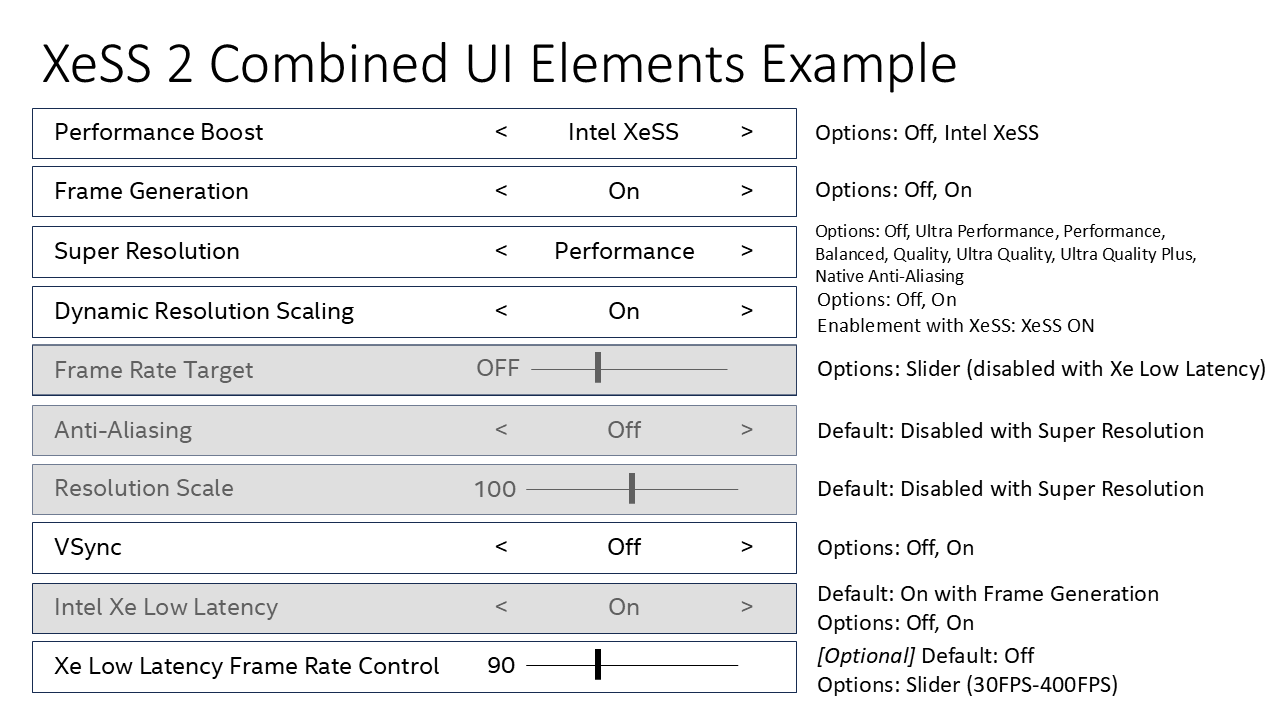 XeSS 2 Combined UI Elements Example
Performance Boost < Intel XeSS > Options: Off, Intel XeSS
Frame Generation < On > Options: Off, On
Super Resolution < Performance > Options: Off, Ultra Performance, Performance,
Balanced, Quality, Ultra Quality, Ultra Quality Plus,
Native Anti-Aliasing
Dynamic Resolution Scaling < On > Options: Off, On
Enablement with XeSS: XeSS ON
Frame Rate Target OFF Options: Slider (disabled with Xe Low Latency)
Anti-Aliasing < Off > Default: Disabled with Super Resolution
Resolution Scale 100 Default: Disabled with Super Resolution
VSync < Off > Options: Off, On
Intel Xe Low Latency < On > Default: On with Frame Generation
Options: Off, On
Xe Low Latency Frame Rate Control 90 [Optional] Default: Off
Options: Slider (30FPS-400FPS)